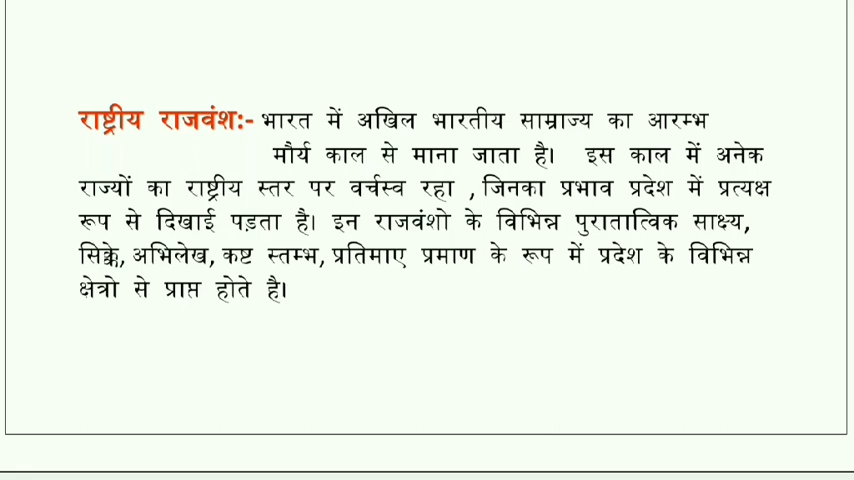 राष्ट्रीय राजवंश:- भारत में अखिल भारतीय साम्राज्य का आरम्भ
मौर्य काल से माना जाता है। इस काल में अनेक
राज्यों का राष्ट्रीय स्तर पर वर्चस्व रहा ,जिनका प्रभाव प्रदेश में प्रत्यक्ष
रूप से दिखाई पड़ता है। इन राजवंशो के विभिन्न पुरातात्विक साक्ष्य,
सिक्के, अभिलेख, कष्ट स्तम्भ, प्रतिमाए प्रमाण के रूप में प्रदेश के विभिन्न
क्षेत्रो से प्राप्त होते है।